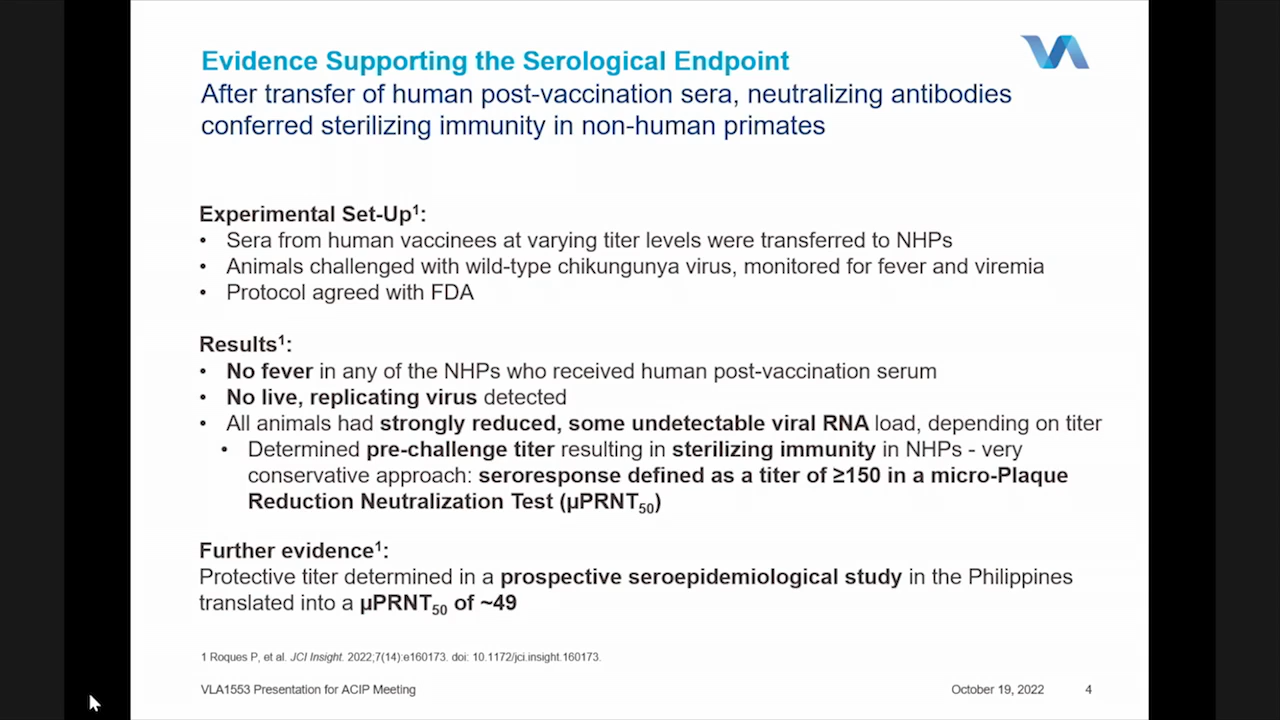 Evidence Supporting the Serological Endpoint
After transfer of human post-vaccination sera, neutralizing antibodies
conferred sterilizing immunity in non-human primates
Experimental Set-Up¹:
• Sera from human vaccinees at varying titer levels were transferred to NHPs
• Animals challenged with wild-type chikungunya virus, monitored for fever and viremia
• Protocol agreed with FDA
Results¹:
• No fever in any of the NHPs who received human post-vaccination serum
• No live, replicating virus detected
• All animals had strongly reduced, some undetectable viral RNA load, depending on titer
• Determined pre-challenge titer resulting in sterilizing immunity in NHPs - very
conservative approach: seroresponse defined as a titer of ≥150 in a micro-Plaque
Reduction Neutralization Test (µPRNT₅₀)
Further evidence¹:
Protective titer determined in a prospective seroepidemiological study in the Philippines
translated into a µPRNT₅₀ of ~49
1 Roques P, et al. JCI Insight. 2022;7(14):e160173. doi: 10.1172/jci.insight.160173.
VLA1553 Presentation for ACIP Meeting
October 19, 2022 4